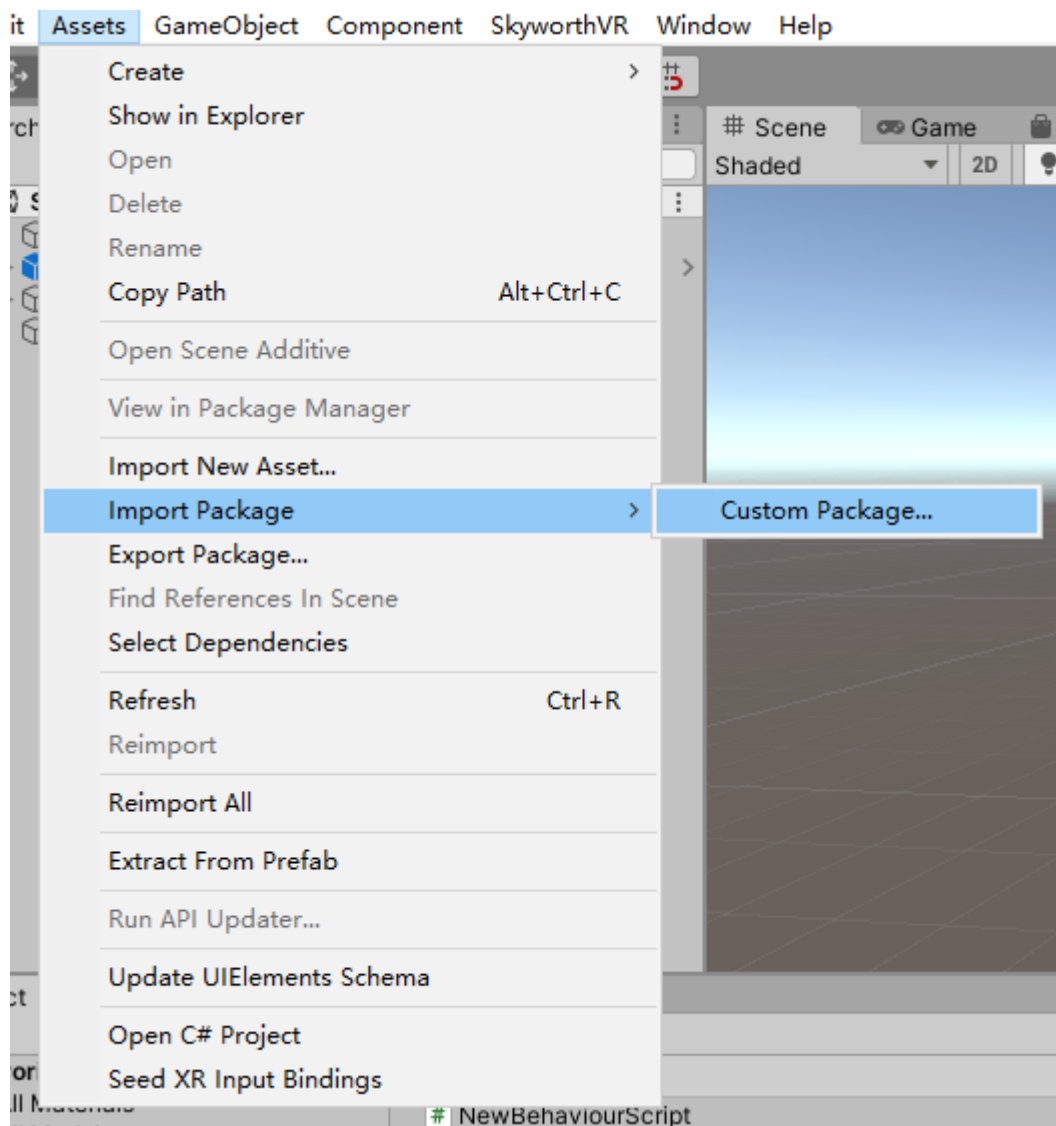 it Assets GameObject Component SkyworthVR Window Help
Create
Show in Explorer
Open
Delete
Rename
Copy Path Alt+Ctrl+C
Open Scene Additive
View in Package Manager
Import New Asset...
Import Package
Custom Package...
Export Package...
Find References In Scene
Select Dependencies
Refresh Ctrl+R
Reimport
Reimport All
Extract From Prefab
Run API Updater...
Update UIElements Schema
Open C# Project
Seed XR Input Bindings
# Scene
Game
Shaded
2D
NewBehaviourScript